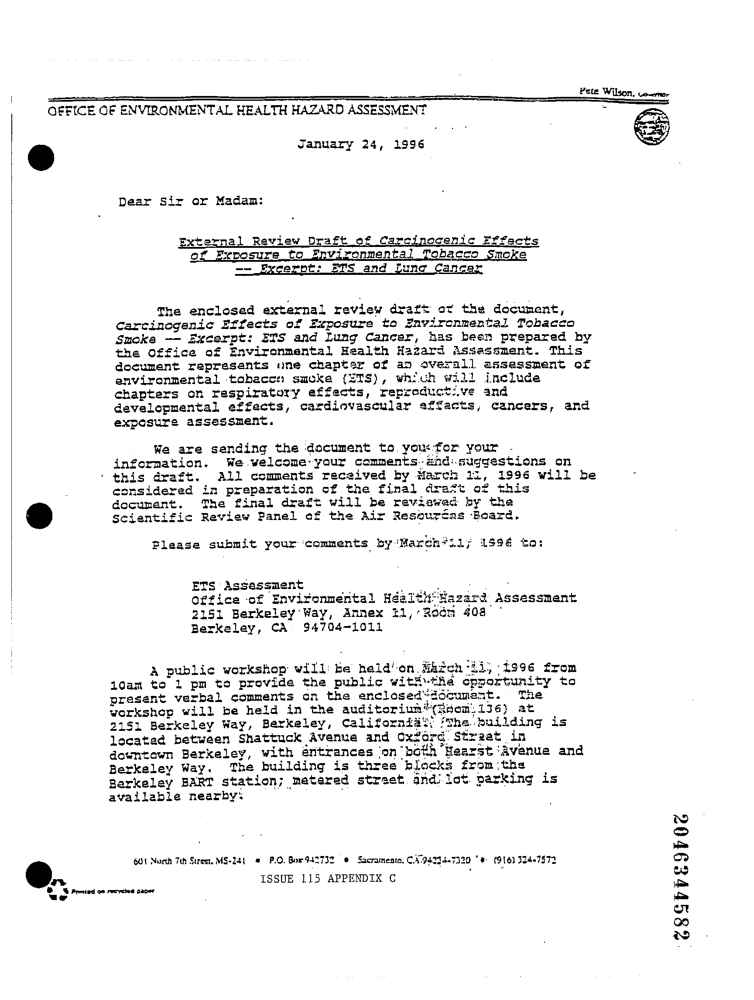 Pete Wilson, Governor
OFFICE OF ENVIRONMENTAL HEALTH HAZARD ASSESSMENT
January 24, 1996
Dear Sir or Madam:
External Review Draft of Carcinogenic Effects
of Exposure to Environmental Tobacco Smoke
-- Excerpt: ETS and Lung Cancer
The enclosed external review draft of the document,
Carcinogenic Effects of Exposure to Environmental Tobacco
Smoke -- Excerpt: ETS and Lung Cancer, has been prepared by
the Office of Environmental Health Hazard Assessment. This
document represents one chapter of an overall assessment of
environmental tobacco smoke (ETS), which will include
chapters on respiratory effects, reproductive and
developmental effects, cardiovascular effects, cancers, and
exposure assessment.
We are sending the document to you for your
information. We welcome your comments and suggestions on
this draft. All comments received by March 11, 1996 will be
considered in preparation of the final draft of this
document. The final draft will be reviewed by the
Scientific Review Panel of the Air Resources Board.
Please submit your comments by March 11, 1996 to:
ETS Assessment
Office of Environmental Health Hazard Assessment
2151 Berkeley Way, Annex 11, Room 408
Berkeley, CA 94704-1011
A public workshop will be held on March 11, 1996 from
10am to 1 pm to provide the public with the opportunity to
present verbal comments on the enclosed document. The
workshop will be held in the auditorium (Room 136) at
2151 Berkeley Way, Berkeley, California. The building is
located between Shattuck Avenue and Oxford Street in
downtown Berkeley, with entrances on both Hearst Avenue and
Berkeley Way. The building is three blocks from the
Berkeley BART station; metered street and lot parking is
available nearby.
601 North 7th Street, MS-241 • P.O. Box 942732 • Sacramento, CA 94234-7320 • (916) 324-7572
ISSUE 115 APPENDIX C
Printed on recycled paper
2046344582